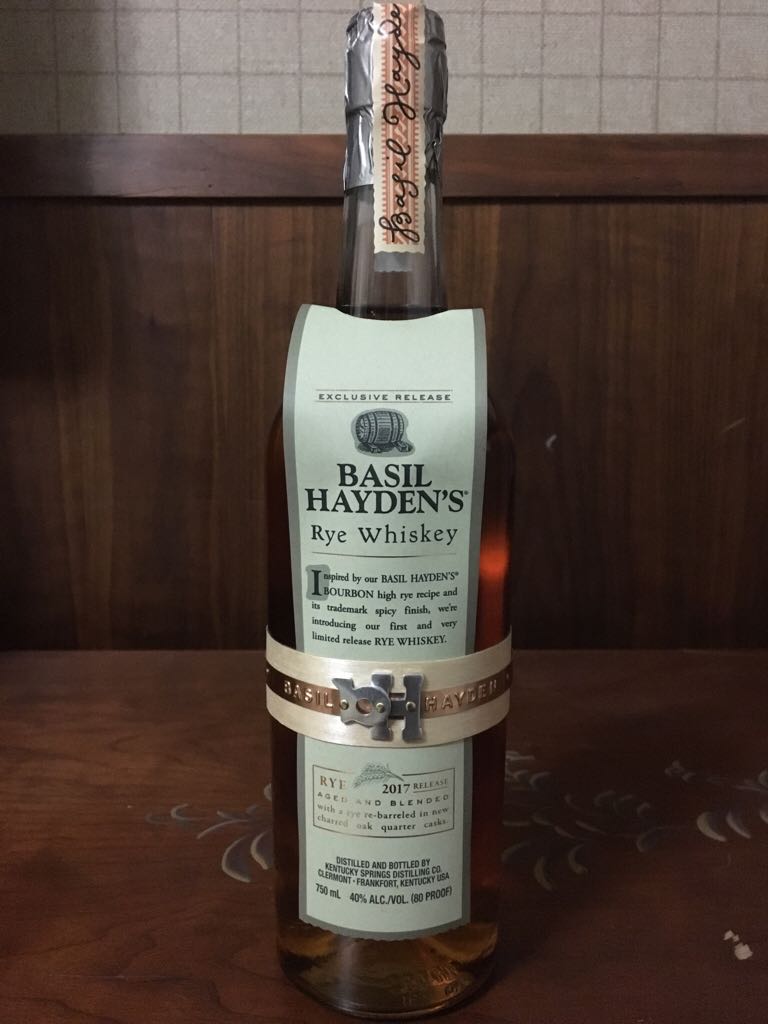 Basil Hayde
EXCLUSIVE RELEASE
BASIL
HAYDEN'S®
Rye Whiskey
Inspired by our BASIL HAYDEN'S®
BOURBON high rye recipe and
its trademark spicy finish, we're
introducing our first and very
limited release RYE WHISKEY.
BASIL BH HAYDEN
RYE 2017 RELEASE
AGED AND BLENDED
with a rye re-barreled in new
charred oak quarter casks.
DISTILLED AND BOTTLED BY
KENTUCKY SPRINGS DISTILLING CO.
CLERMONT • FRANKFORT, KENTUCKY USA
750 mL 40% ALC./VOL. (80 PROOF)